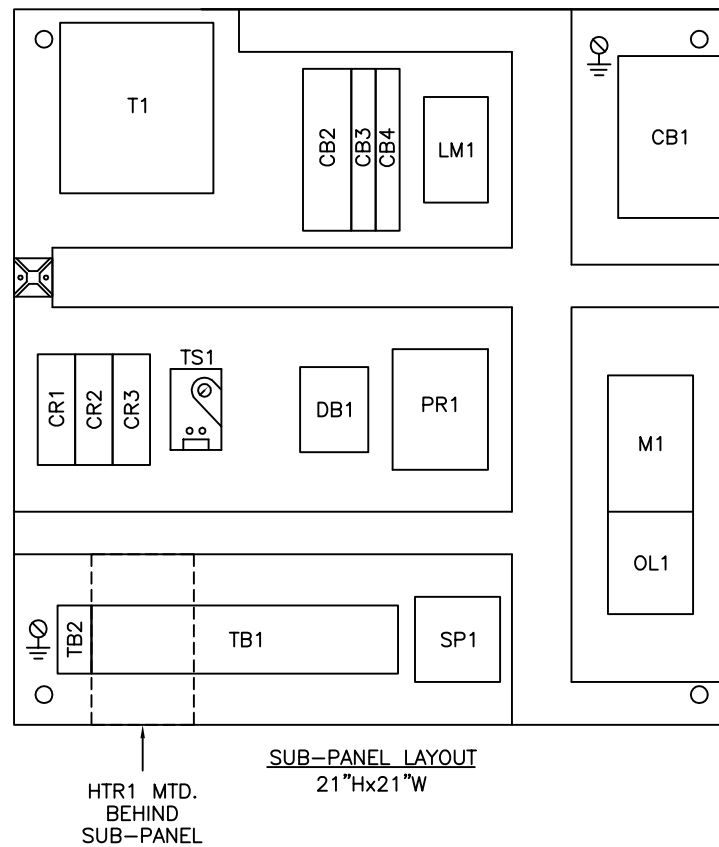 T1
CB2
CB3
CB4
LM1
CB1
CR1
CR2
CR3
TS1
DB1
PR1
M1
OL1
TB2
TB1
SP1
SUB-PANEL LAYOUT
21"Hx21"W
HTR1 MTD.
BEHIND
SUB-PANEL